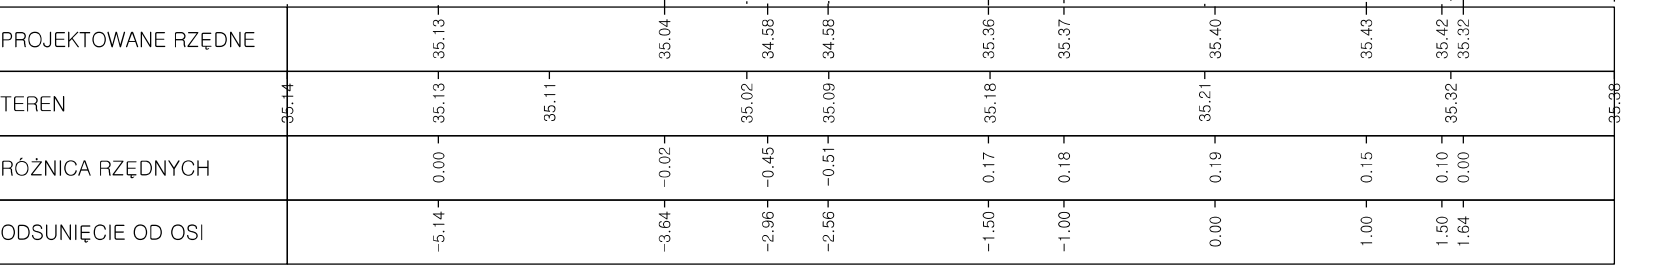 PROJEKTOWANE RZĘDNE 35.13 35.04 34.58 34.58 35.36 35.37 35.40 35.43 35.42 35.32
TEREN 35.14 35.13 35.11 35.02 35.09 35.18 35.21 35.32 35.38
RÓŻNICA RZĘDNYCH 0.00 -0.02 -0.45 -0.51 0.17 0.18 0.19 0.15 0.10 0.00
ODSUNIĘCIE OD OSI -5.14 -3.64 -2.96 -2.56 -1.50 -1.00 0.00 1.00 1.50 1.64